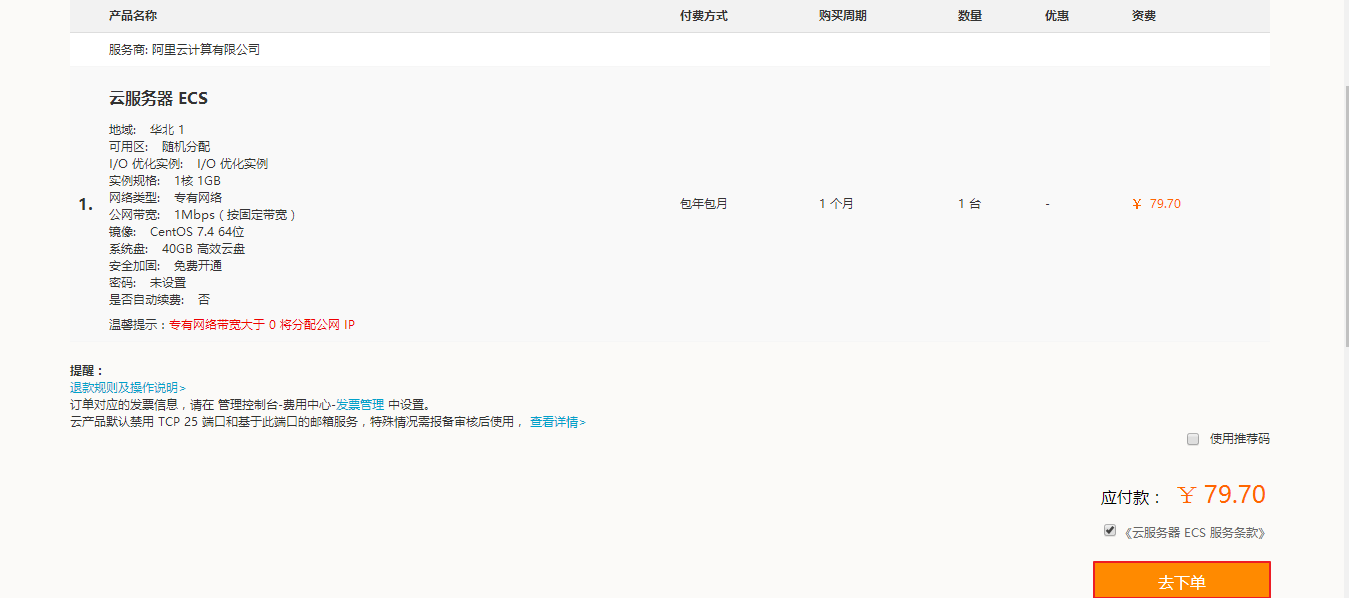 产品名称 付费方式 购买周期 数量 优惠 资费
服务商: 阿里云计算有限公司
云服务器 ECS
地域: 华北 1
可用区: 随机分配
I/O 优化实例: I/O 优化实例
实例规格: 1核 1GB
网络类型: 专有网络
1. 包年包月 1 个月 1 台 - ¥ 79.70
公网带宽: 1Mbps（按固定带宽）
镜像: CentOS 7.4 64位
系统盘: 40GB 高效云盘
安全加固: 免费开通
密码: 未设置
是否自动续费: 否
温馨提示：专有网络带宽大于 0 将分配公网 IP
提醒：
退款规则及操作说明>
订单对应的发票信息，请在 管理控制台-费用中心-发票管理 中设置。
云产品默认禁用 TCP 25 端口和基于此端口的邮箱服务，特殊情况需报备审核后使用， 查看详情>
使用推荐码
应付款： ¥ 79.70
《云服务器 ECS 服务条款》
去下单